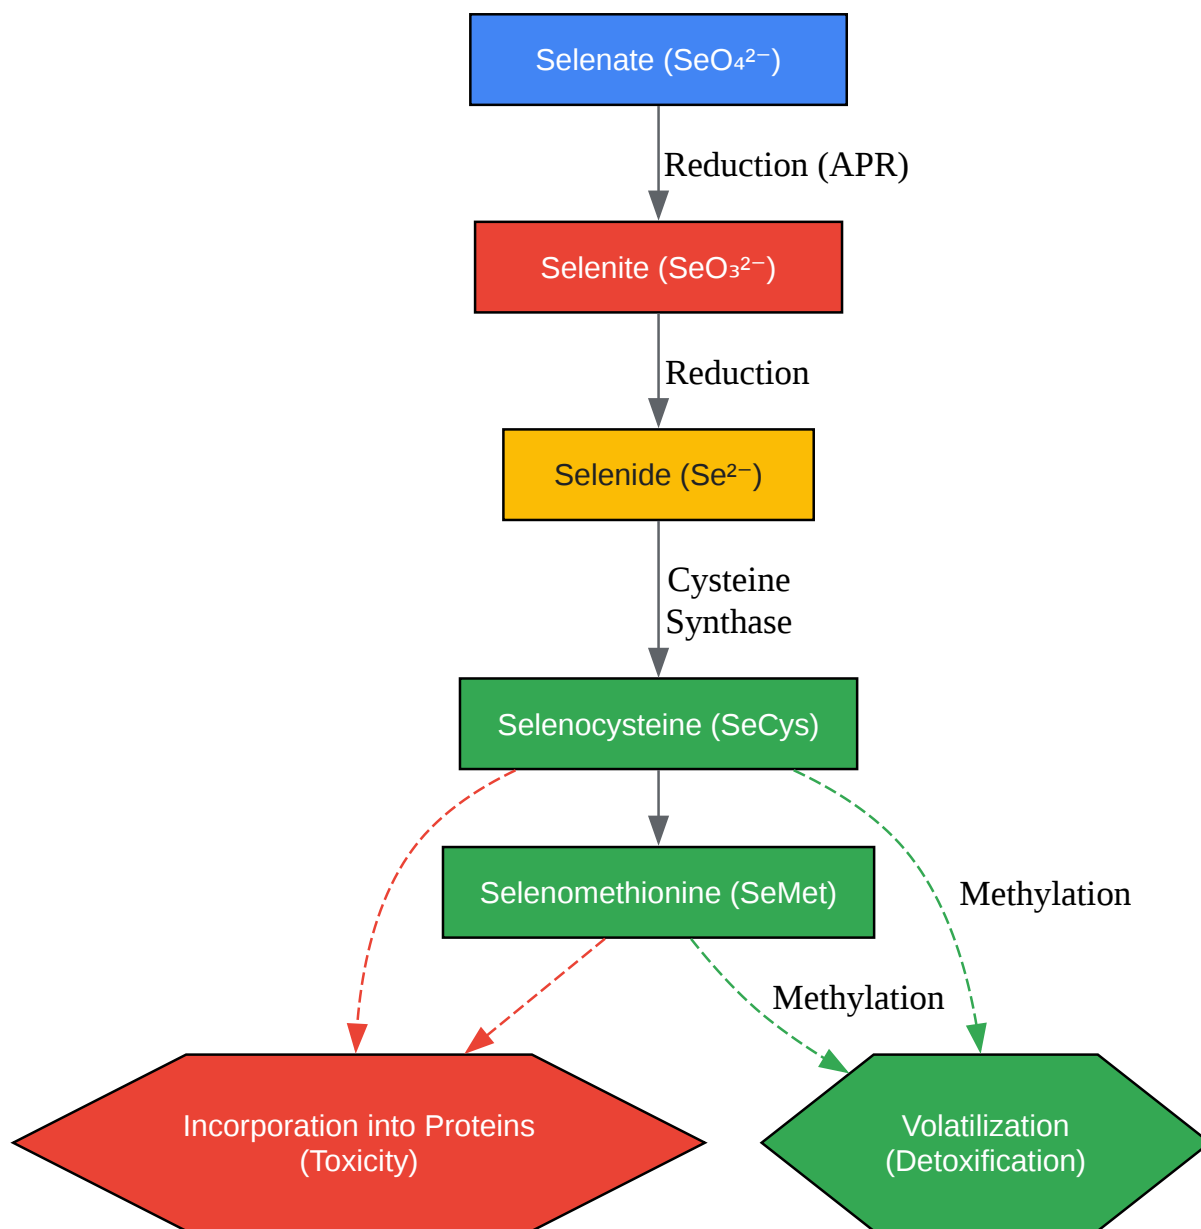 Selenate (SeO₄²⁻)
Reduction (APR)
Selenite (SeO₃²⁻)
Reduction
Selenide (Se²⁻)
Cysteine
Synthase
Selenocysteine (SeCys)
Selenomethionine (SeMet)
Methylation
Methylation
Incorporation into Proteins
(Toxicity)
Volatilization
(Detoxification)